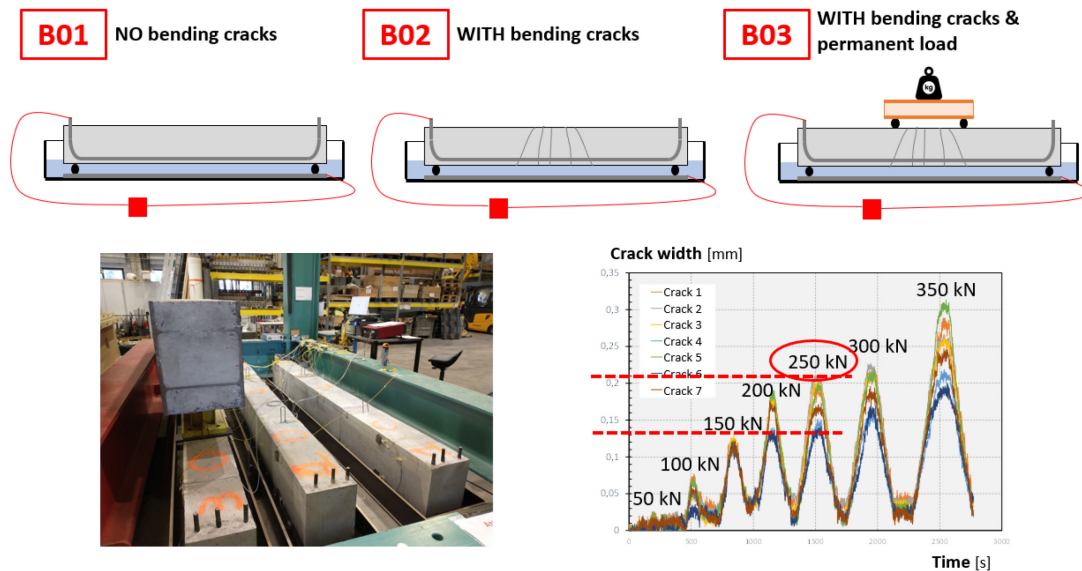 B01
NO bending cracks
B02
WITH bending cracks
B03
WITH bending cracks &
permanent load
kg
Crack width [mm]
0,35
0,3
0,25
0,2
0,15
0,1
0,05
0
Crack 1
Crack 2
Crack 3
Crack 4
Crack 5
Crack 6
Crack 7
50 kN
100 kN
150 kN
200 kN
250 kN
300 kN
350 kN
0
500
1000
1500
2000
2500
3000
Time [s]